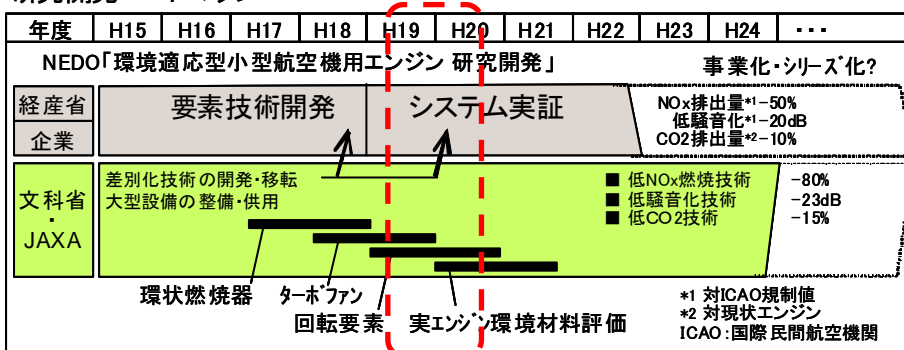 年度 H15 H16 H17 H18 H19 H20 H21 H22 H23 H24 ･･･
NEDO「環境適応型小型航空機用エンジン 研究開発」 事業化･シリーズ化?
経産省
企業
要素技術開発 システム実証
NOx排出量*1-50%
低騒音化*1-20dB
CO2排出量*2-10%
文科省
・
JAXA
差別化技術の開発･移転
大型設備の整備･供用
■ 低NOx燃焼技術 -80%
■ 低騒音化技術 -23dB
■ 低CO2技術 -15%
環状燃焼器 ターボファン
回転要素 実エンジン環境材料評価
*1 対ICAO規制値
*2 対現状エンジン
ICAO:国際民間航空機関